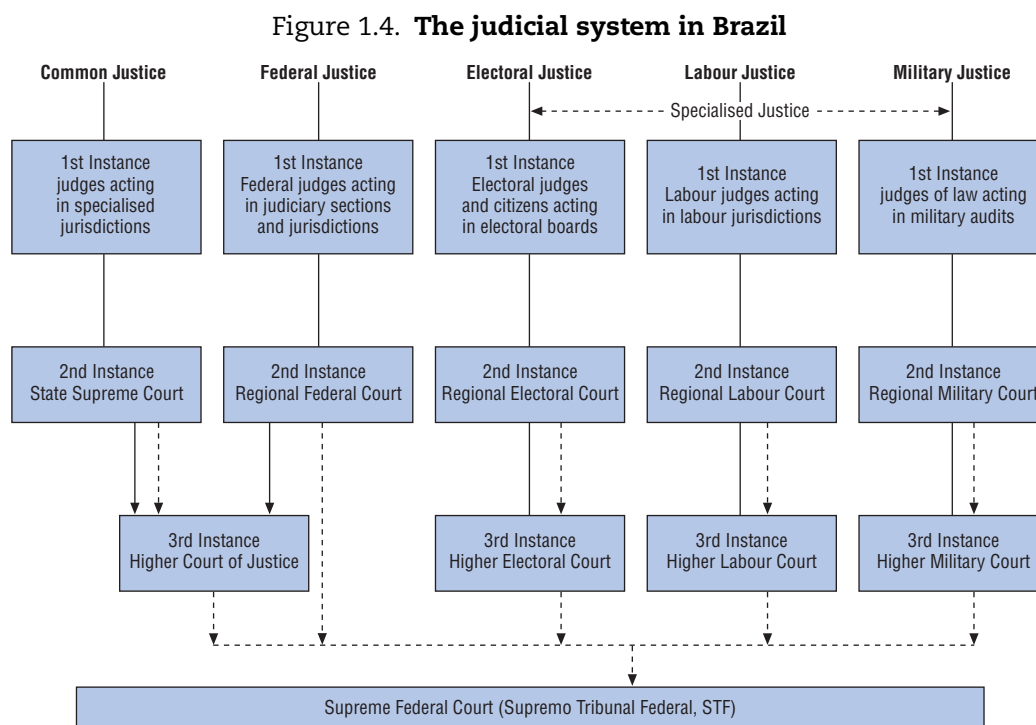 Figure 1.4. The judicial system in Brazil
Common Justice
Federal Justice
Electoral Justice
Labour Justice
Military Justice
Specialised Justice
1st Instance
judges acting
in specialised
jurisdictions
1st Instance
Federal judges acting
in judiciary sections
and jurisdictions
1st Instance
Electoral judges
and citizens acting
in electoral boards
1st Instance
Labour judges acting
in labour jurisdictions
1st Instance
judges of law acting
in military audits
2nd Instance
State Supreme Court
2nd Instance
Regional Federal Court
2nd Instance
Regional Electoral Court
2nd Instance
Regional Labour Court
2nd Instance
Regional Military Court
3rd Instance
Higher Court of Justice
3rd Instance
Higher Electoral Court
3rd Instance
Higher Labour Court
3rd Instance
Higher Military Court
Supreme Federal Court (Supremo Tribunal Federal, STF)